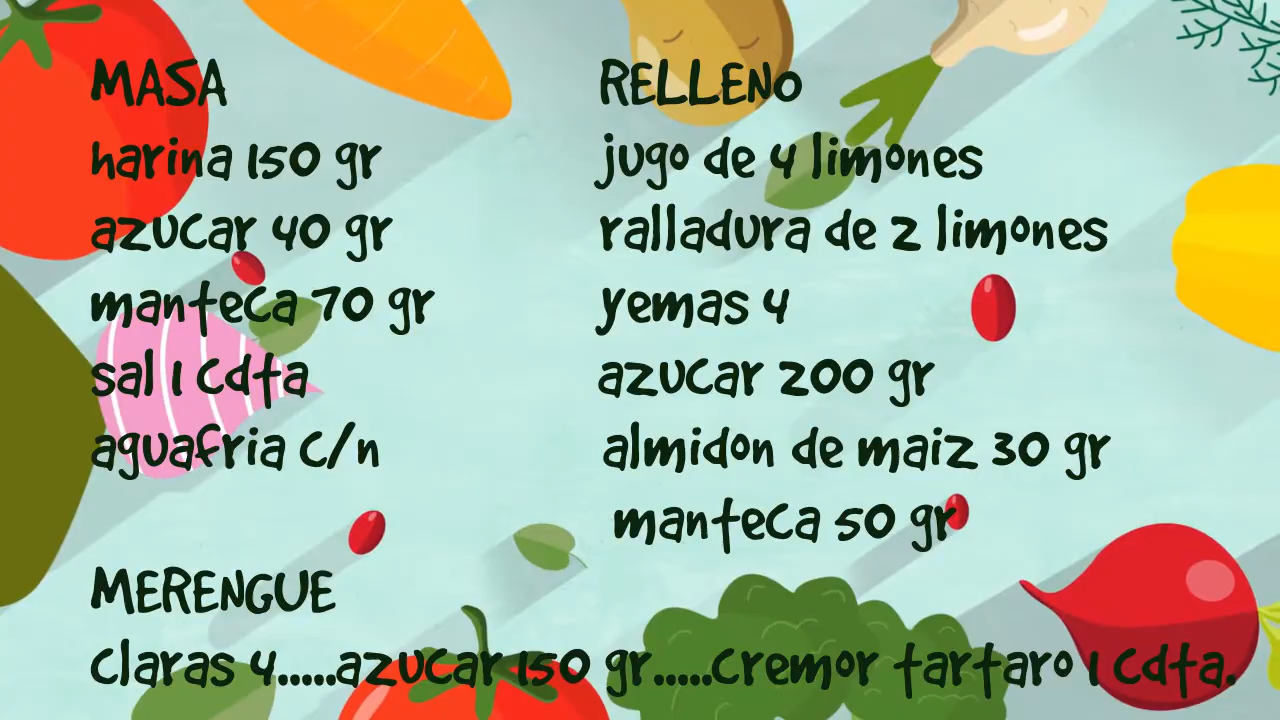 MASA
harina 150 gr
azucar 40 gr
manteca 70 gr
sal 1 cdta
aguafria c/n
RELLENO
jugo de 4 limones
ralladura de 2 limones
yemas 4
azucar 200 gr
almidon de maiz 30 gr
manteca 50 gr
MERENGUE
claras 4.....azucar 150 gr.....cremor tartaro 1 cdta.